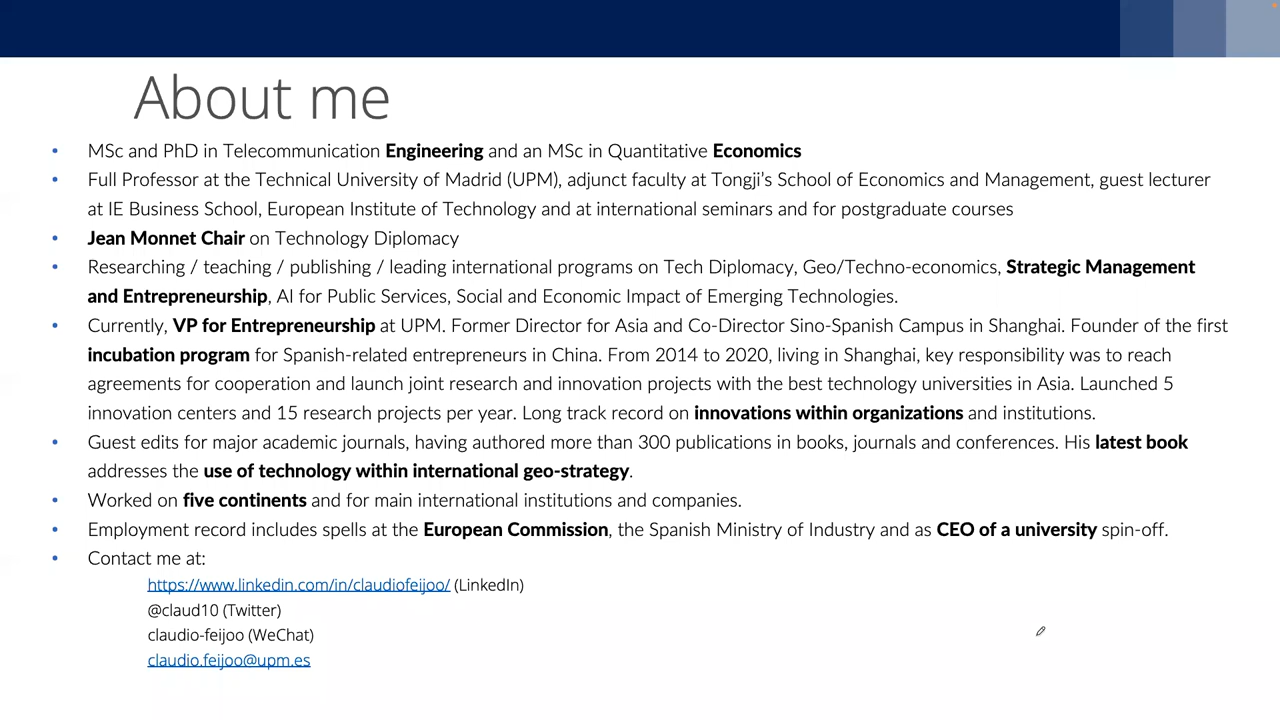 About me
• MSc and PhD in Telecommunication Engineering and an MSc in Quantitative Economics
• Full Professor at the Technical University of Madrid (UPM), adjunct faculty at Tongji's School of Economics and Management, guest lecturer
at IE Business School, European Institute of Technology and at international seminars and for postgraduate courses
• Jean Monnet Chair on Technology Diplomacy
• Researching / teaching / publishing / leading international programs on Tech Diplomacy, Geo/Techno-economics, Strategic Management
and Entrepreneurship, AI for Public Services, Social and Economic Impact of Emerging Technologies.
• Currently, VP for Entrepreneurship at UPM. Former Director for Asia and Co-Director Sino-Spanish Campus in Shanghai. Founder of the first
incubation program for Spanish-related entrepreneurs in China. From 2014 to 2020, living in Shanghai, key responsibility was to reach
agreements for cooperation and launch joint research and innovation projects with the best technology universities in Asia. Launched 5
innovation centers and 15 research projects per year. Long track record on innovations within organizations and institutions.
• Guest edits for major academic journals, having authored more than 300 publications in books, journals and conferences. His latest book
addresses the use of technology within international geo-strategy.
• Worked on five continents and for main international institutions and companies.
• Employment record includes spells at the European Commission, the Spanish Ministry of Industry and as CEO of a university spin-off.
• Contact me at:
https://www.linkedin.com/in/claudiofeijoo/ (LinkedIn)
@claud10 (Twitter)
claudio-feijoo (WeChat)
claudio.feijoo@upm.es